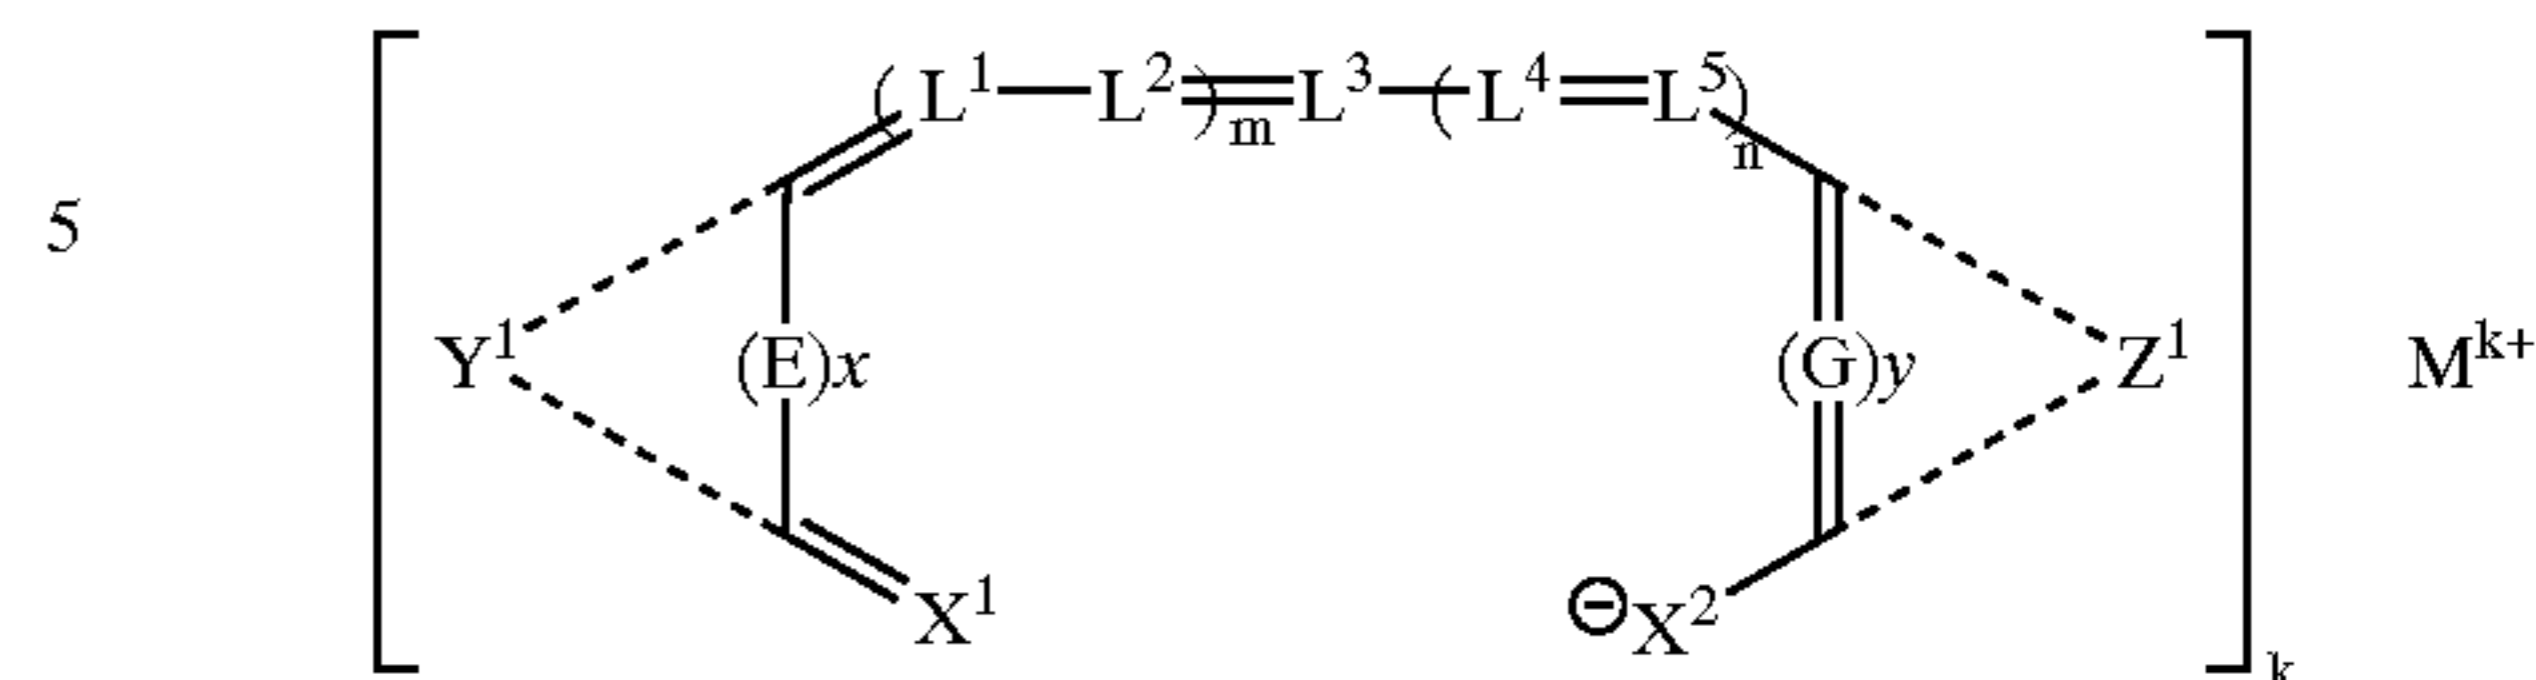 ( L¹—L² )m=L³—( L⁴=L⁵ )n
5
Y¹ (E)x (G)y Z¹ Mᵏ⁺
X¹ ⊖X²
k